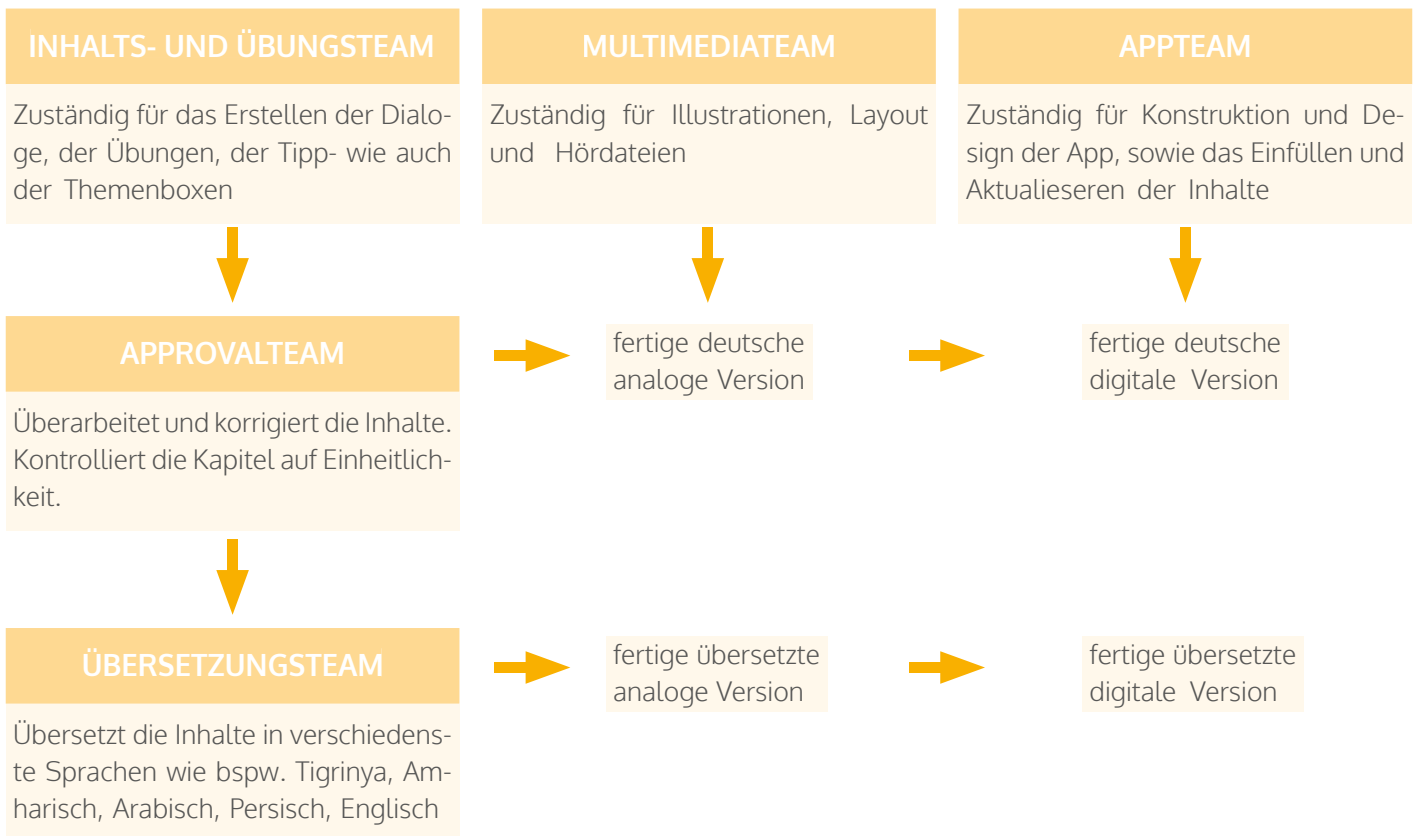 INHALTS- UND ÜBUNGSTEAM
Zuständig für das Erstellen der Dialo-
ge, der Übungen, der Tipp- wie auch
der Themenboxen
MULTIMEDIATEAM
Zuständig für Illustrationen, Layout
und Hördateien
APPTEAM
Zuständig für Konstruktion und De-
sign der App, sowie das Einfüllen und
Aktualieseren der Inhalte
APPROVALTEAM
Überarbeitet und korrigiert die Inhalte.
Kontrolliert die Kapitel auf Einheitlich-
keit.
fertige deutsche
analoge Version
fertige deutsche
digitale Version
ÜBERSETZUNGSTEAM
Übersetzt die Inhalte in verschiedens-
te Sprachen wie bspw. Tigrinya, Am-
harisch, Arabisch, Persisch, Englisch
fertige übersetzte
analoge Version
fertige übersetzte
digitale Version